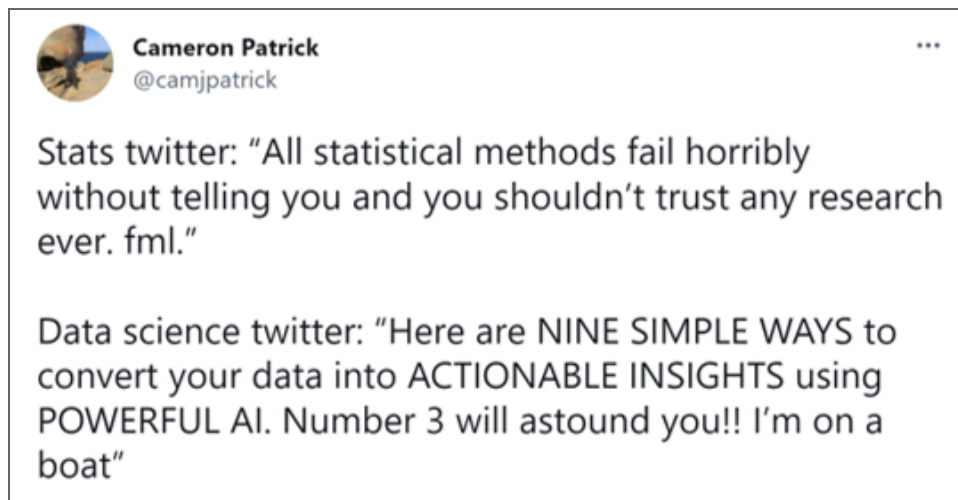 Cameron Patrick
@camjpatrick
Stats twitter: “All statistical methods fail horribly
without telling you and you shouldn’t trust any research
ever. fml.”
Data science twitter: “Here are NINE SIMPLE WAYS to
convert your data into ACTIONABLE INSIGHTS using
POWERFUL AI. Number 3 will astound you!! I’m on a
boat”